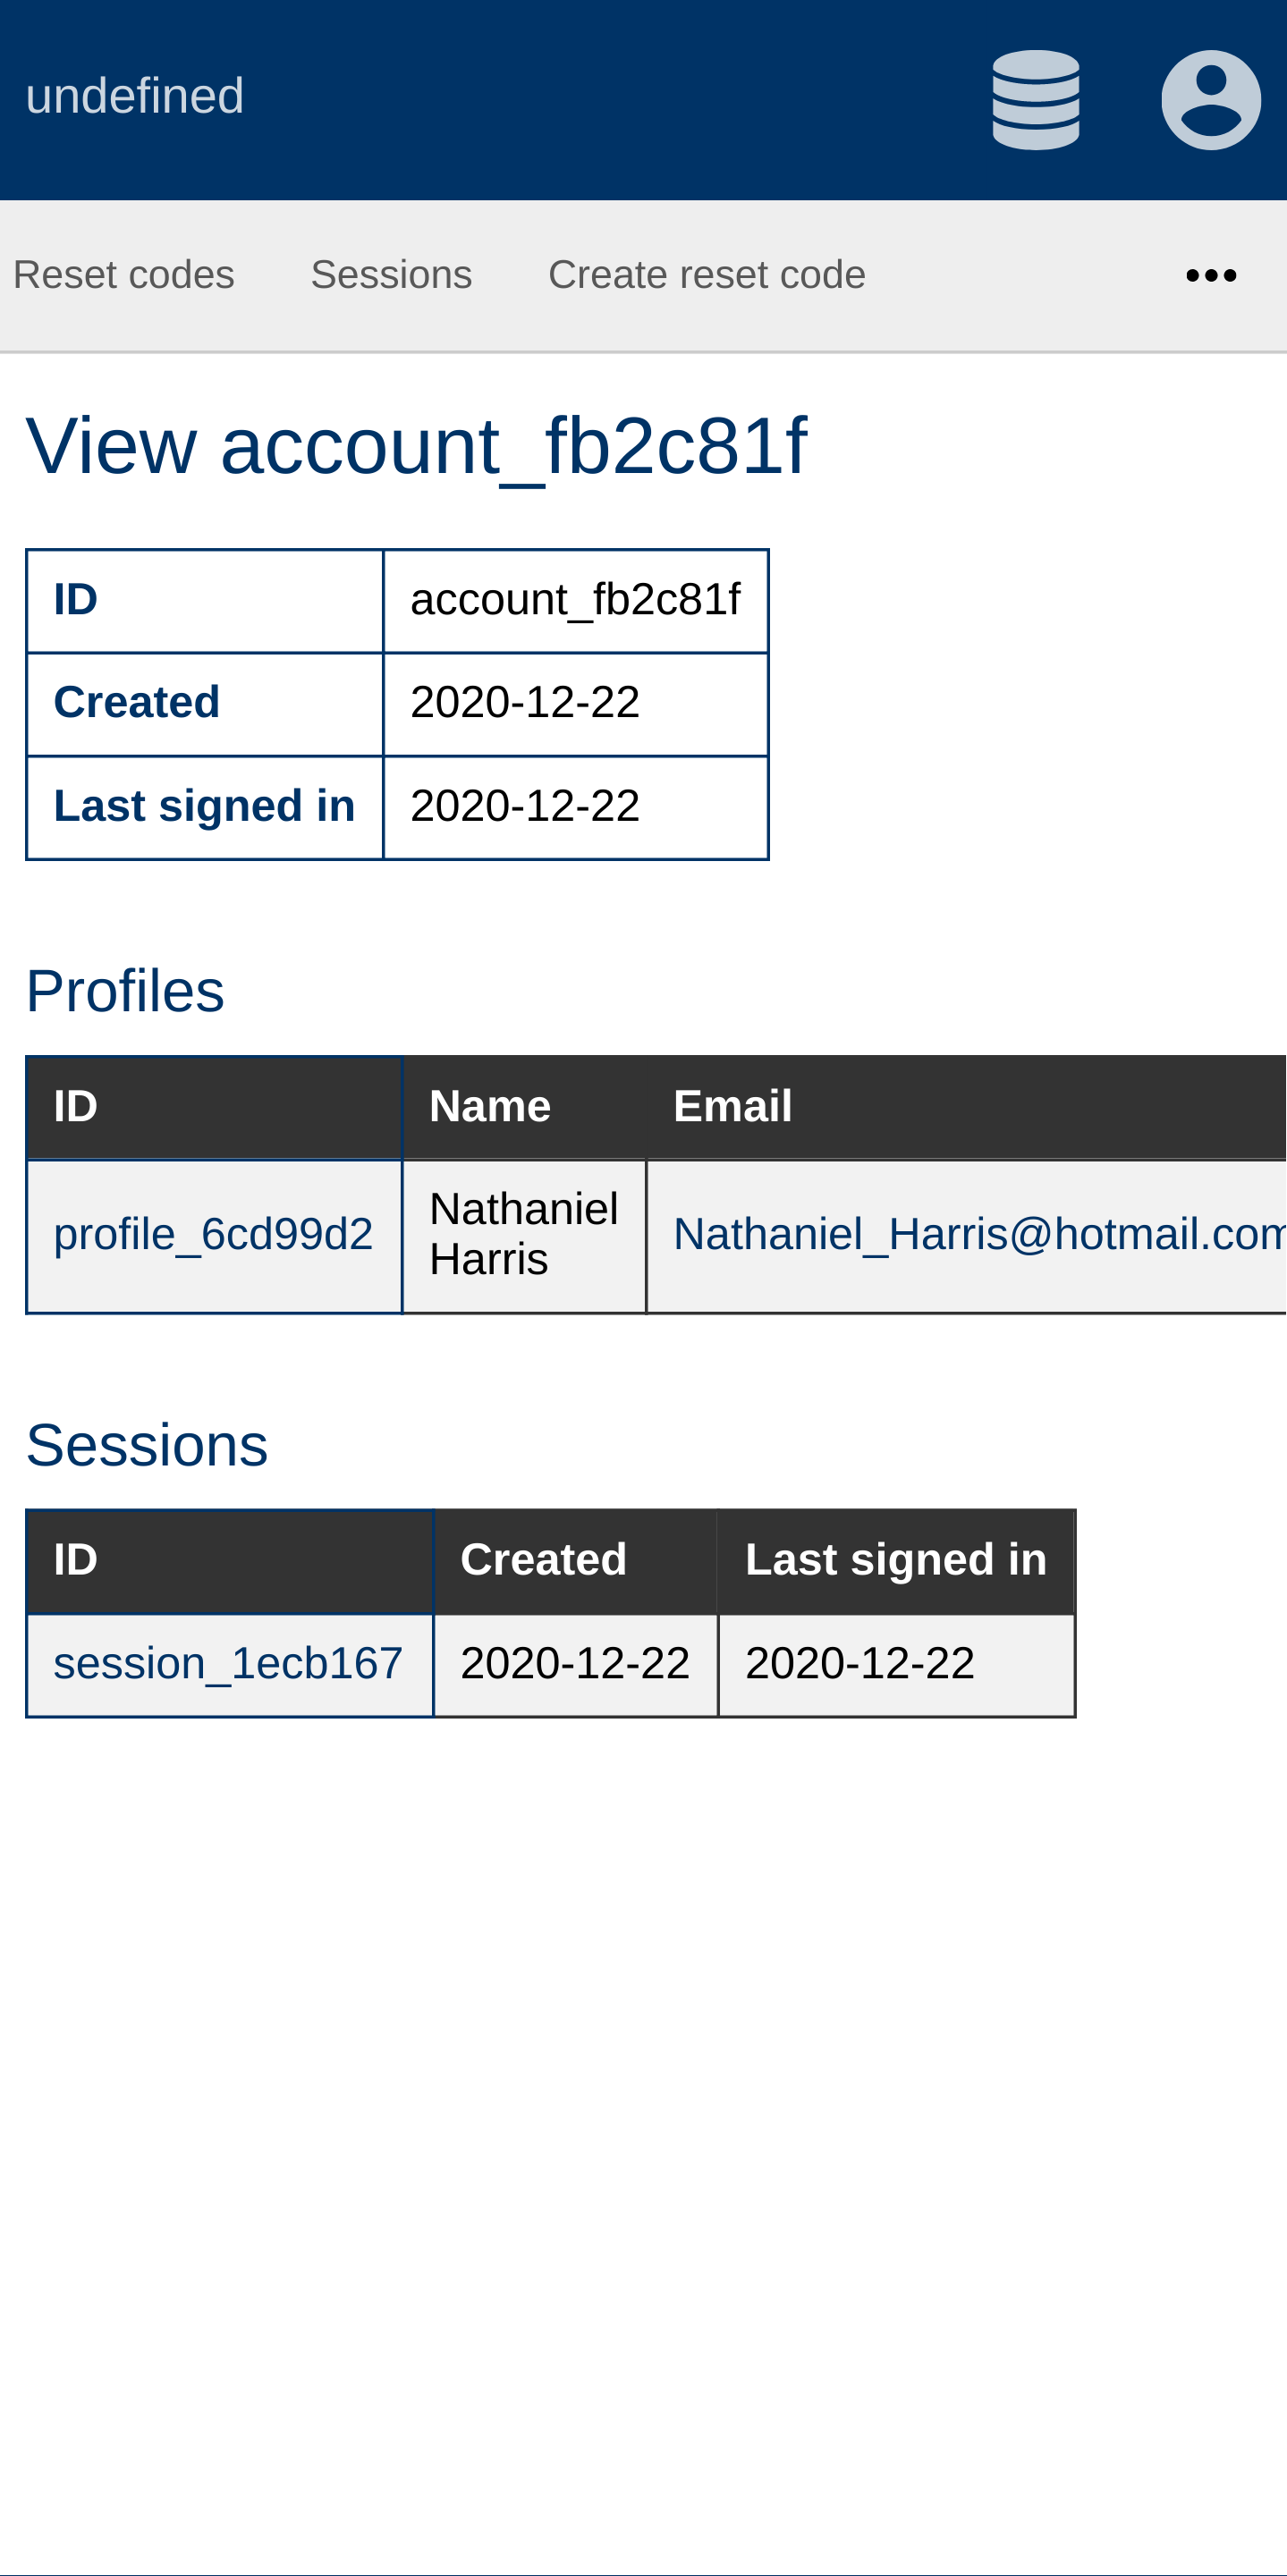 undefined
Reset codes Sessions Create reset code •••
View account_fb2c81f
ID account_fb2c81f
Created 2020-12-22
Last signed in 2020-12-22
Profiles
ID Name Email
profile_6cd99d2 Nathaniel Harris Nathaniel_Harris@hotmail.com
Sessions
ID Created Last signed in
session_1ecb167 2020-12-22 2020-12-22